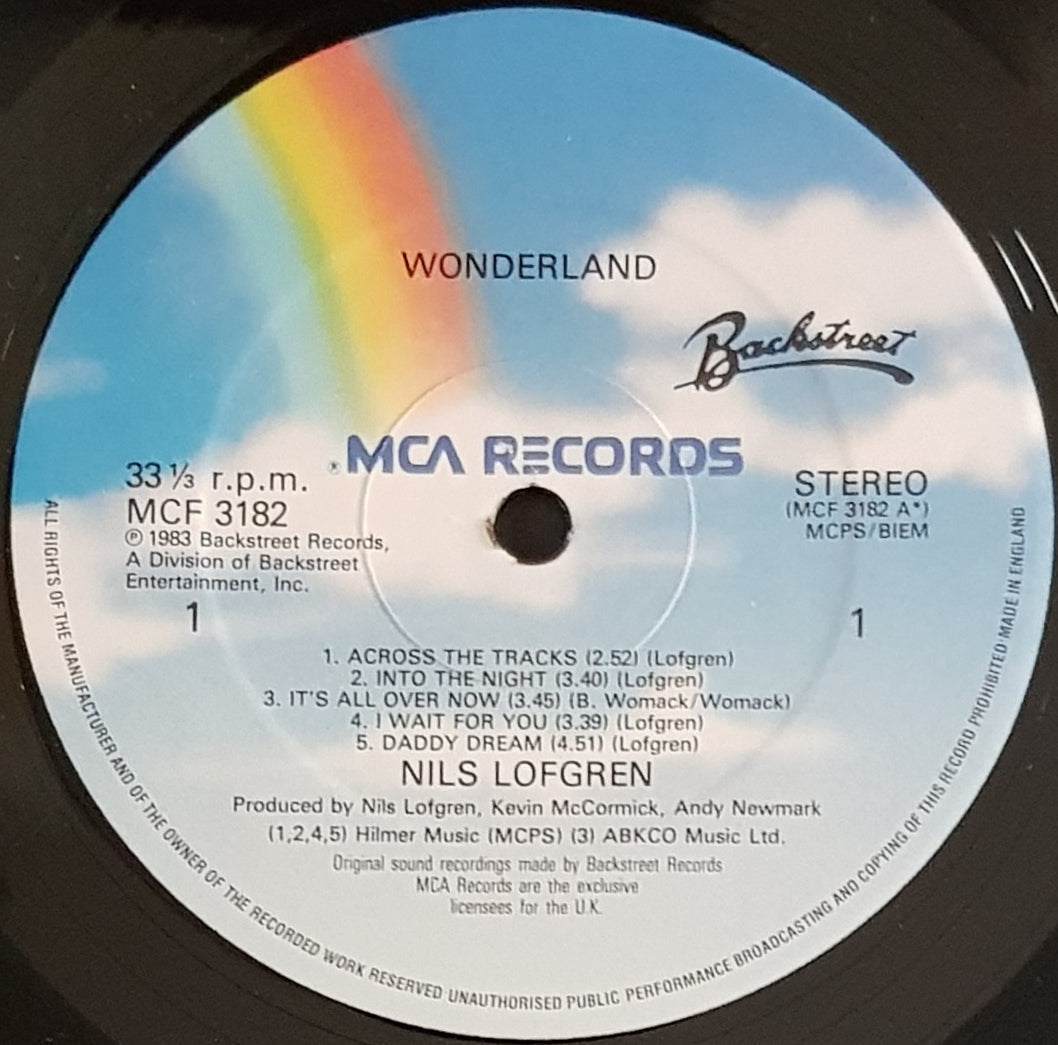 WONDERLAND
Backstreet
® MCA RECORDS
33 ⅓ r.p.m.
MCF 3182
℗ 1983 Backstreet Records,
A Division of Backstreet
Entertainment, Inc.
1
STEREO
(MCF 3182 A*)
MCPS/BIEM
1
1. ACROSS THE TRACKS (2.52) (Lofgren)
2. INTO THE NIGHT (3.40) (Lofgren)
3. IT'S ALL OVER NOW (3.45) (B. Womack/Womack)
4. I WAIT FOR YOU (3.39) (Lofgren)
5. DADDY DREAM (4.51) (Lofgren)
NILS LOFGREN
Produced by Nils Lofgren, Kevin McCormick, Andy Newmark
(1,2,4,5) Hilmer Music (MCPS) (3) ABKCO Music Ltd.
Original sound recordings made by Backstreet Records
MCA Records are the exclusive
licensees for the U.K.
ALL RIGHTS OF THE MANUFACTURER AND OF THE OWNER OF THE RECORDED WORK RESERVED·UNAUTHORISED PUBLIC PERFORMANCE BROADCASTING AND COPYING OF THIS RECORD PROHIBITED·MADE IN ENGLAND